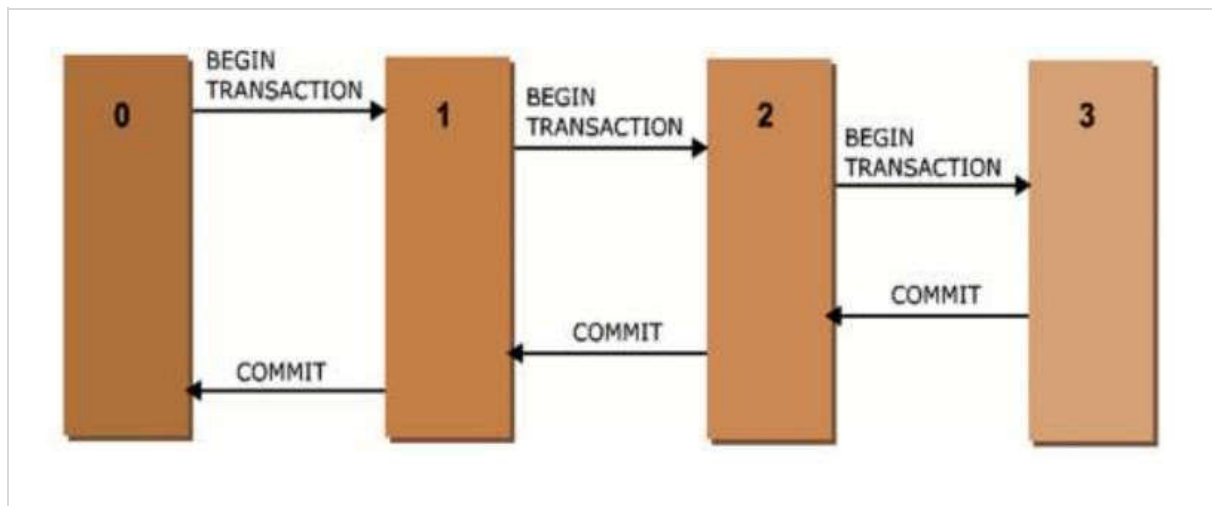 0
BEGIN
TRANSACTION
1
BEGIN
TRANSACTION
2
BEGIN
TRANSACTION
3
COMMIT
COMMIT
COMMIT